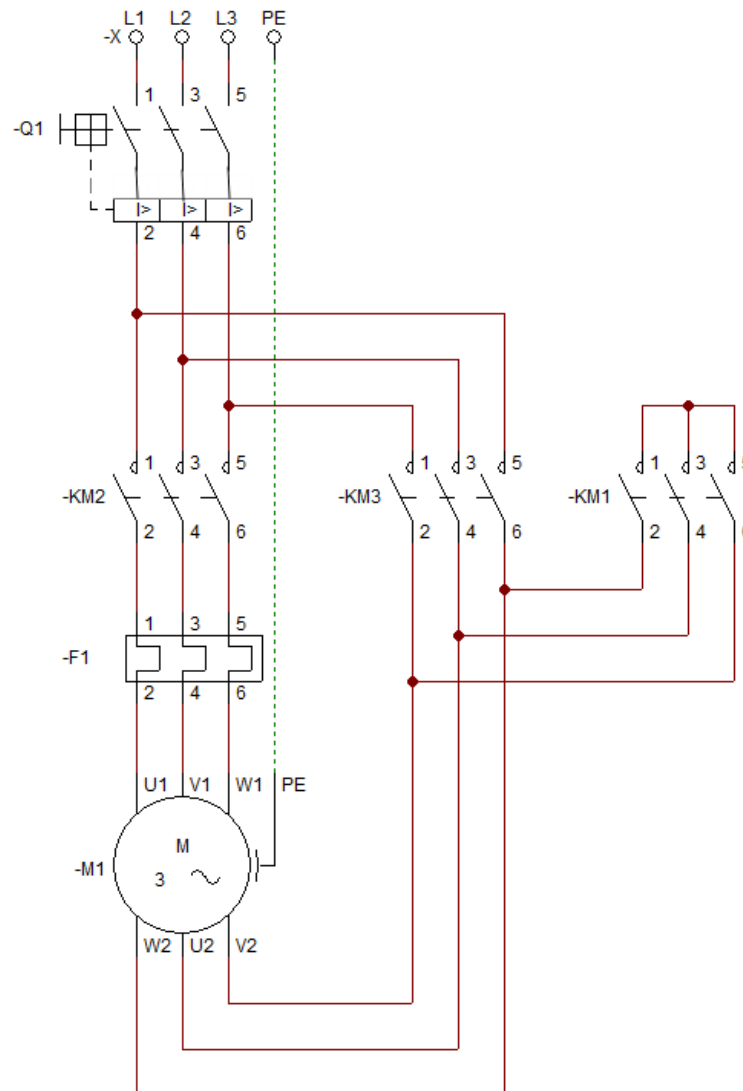 L1 L2 L3 PE
-X
1 3 5
-Q1
I> I> I>
2 4 6
1 3 5 1 3 5 1 3 5
-KM2 -KM3 -KM1
2 4 6 2 4 6 2 4 6
1 3 5
-F1
2 4 6
U1 V1 W1 PE
M
-M1
3
W2 U2 V2